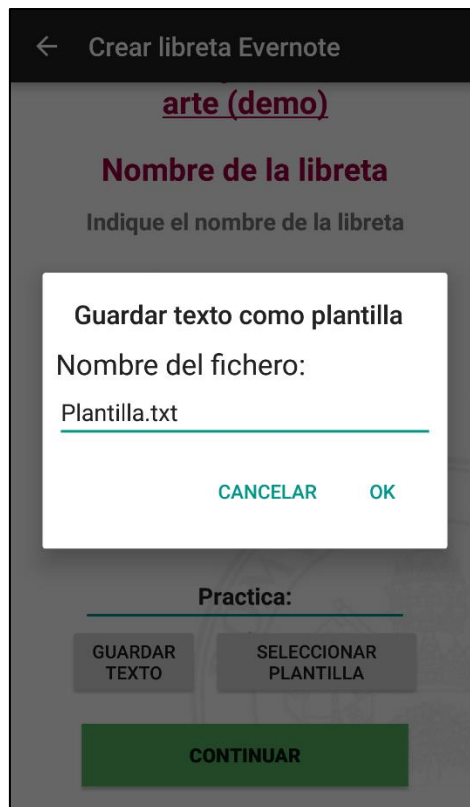 Crear libreta Evernote
arte (demo)
Nombre de la libreta
Indique el nombre de la libreta
Guardar texto como plantilla
Nombre del fichero:
Plantilla.txt
CANCELAR OK
Practica:
GUARDAR TEXTO
SELECCIONAR PLANTILLA
CONTINUAR